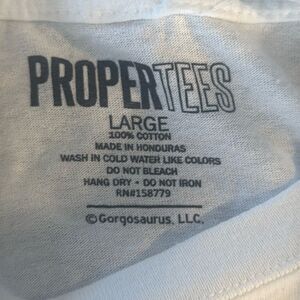 PROPERTEES
LARGE
100% COTTON
MADE IN HONDURAS
WASH IN COLD WATER LIKE COLORS
DO NOT BLEACH
HANG DRY • DO NOT IRON
RN#158779
©Gorgosaurus, LLC.